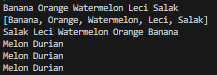 Banana Orange Watermelon Leci Salak
[Banana, Orange, Watermelon, Leci, Salak]
Salak Leci Watermelon Orange Banana
Melon Durian
Melon Durian
Melon Durian